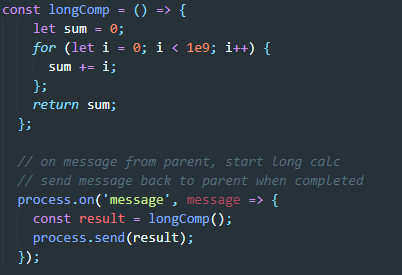 const longComp = () => {
    let sum = 0;
    for (let i = 0; i < 1e9; i++) {
      sum += i;
    };
    return sum;
  };

  // on message from parent, start long calc
  // send message back to parent when completed
  process.on('message', message => {
    const result = longComp();
    process.send(result);
  });